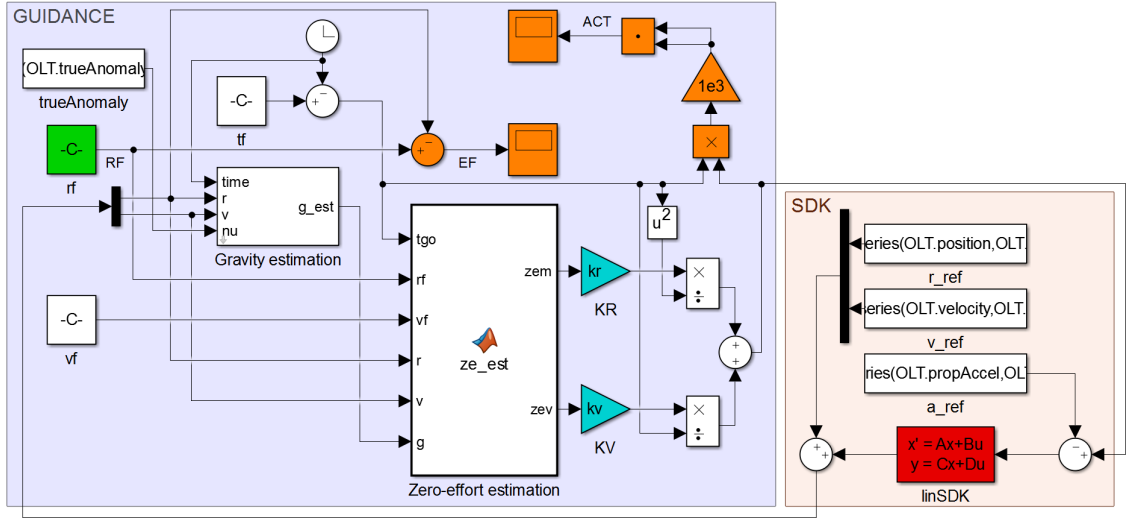 GUIDANCE
ACT
(OLT.trueAnomaly
trueAnomaly
-C-
tf
+
−
1e3
-C-
RF
rf
+
−
EF
×
time
r
v
nu
g_est
Gravity estimation
u2
SDK
eries(OLT.position,OLT.
r_ref
eries(OLT.velocity,OLT.
v_ref
ries(OLT.propAccel,OL
a_ref
tgo
rf
vf
r
v
g
zem
zev
ze_est
Zero-effort estimation
-C-
vf
kr
KR
×
÷
+
+
kv
KV
×
÷
+
+
x' = Ax+Bu
y = Cx+Du
linSDK
−
+